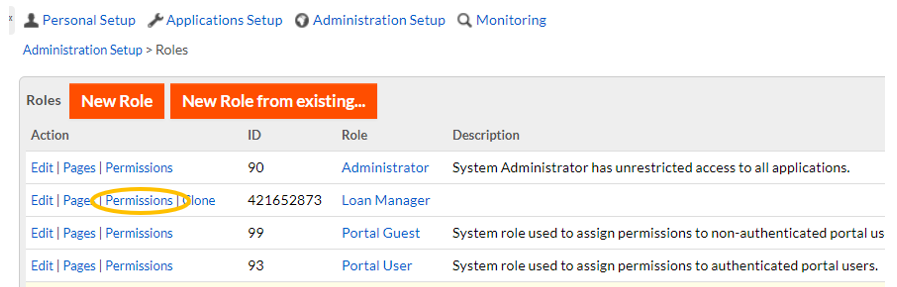 « Personal Setup Applications Setup Administration Setup Monitoring
Administration Setup > Roles
Roles New Role New Role from existing...
Action ID Role Description
Edit | Pages | Permissions 90 Administrator System Administrator has unrestricted access to all applications.
Edit | Pages | Permissions | Clone 421652873 Loan Manager
Edit | Pages | Permissions 99 Portal Guest System role used to assign permissions to non-authenticated portal us
Edit | Pages | Permissions 93 Portal User System role used to assign permissions to authenticated portal users.